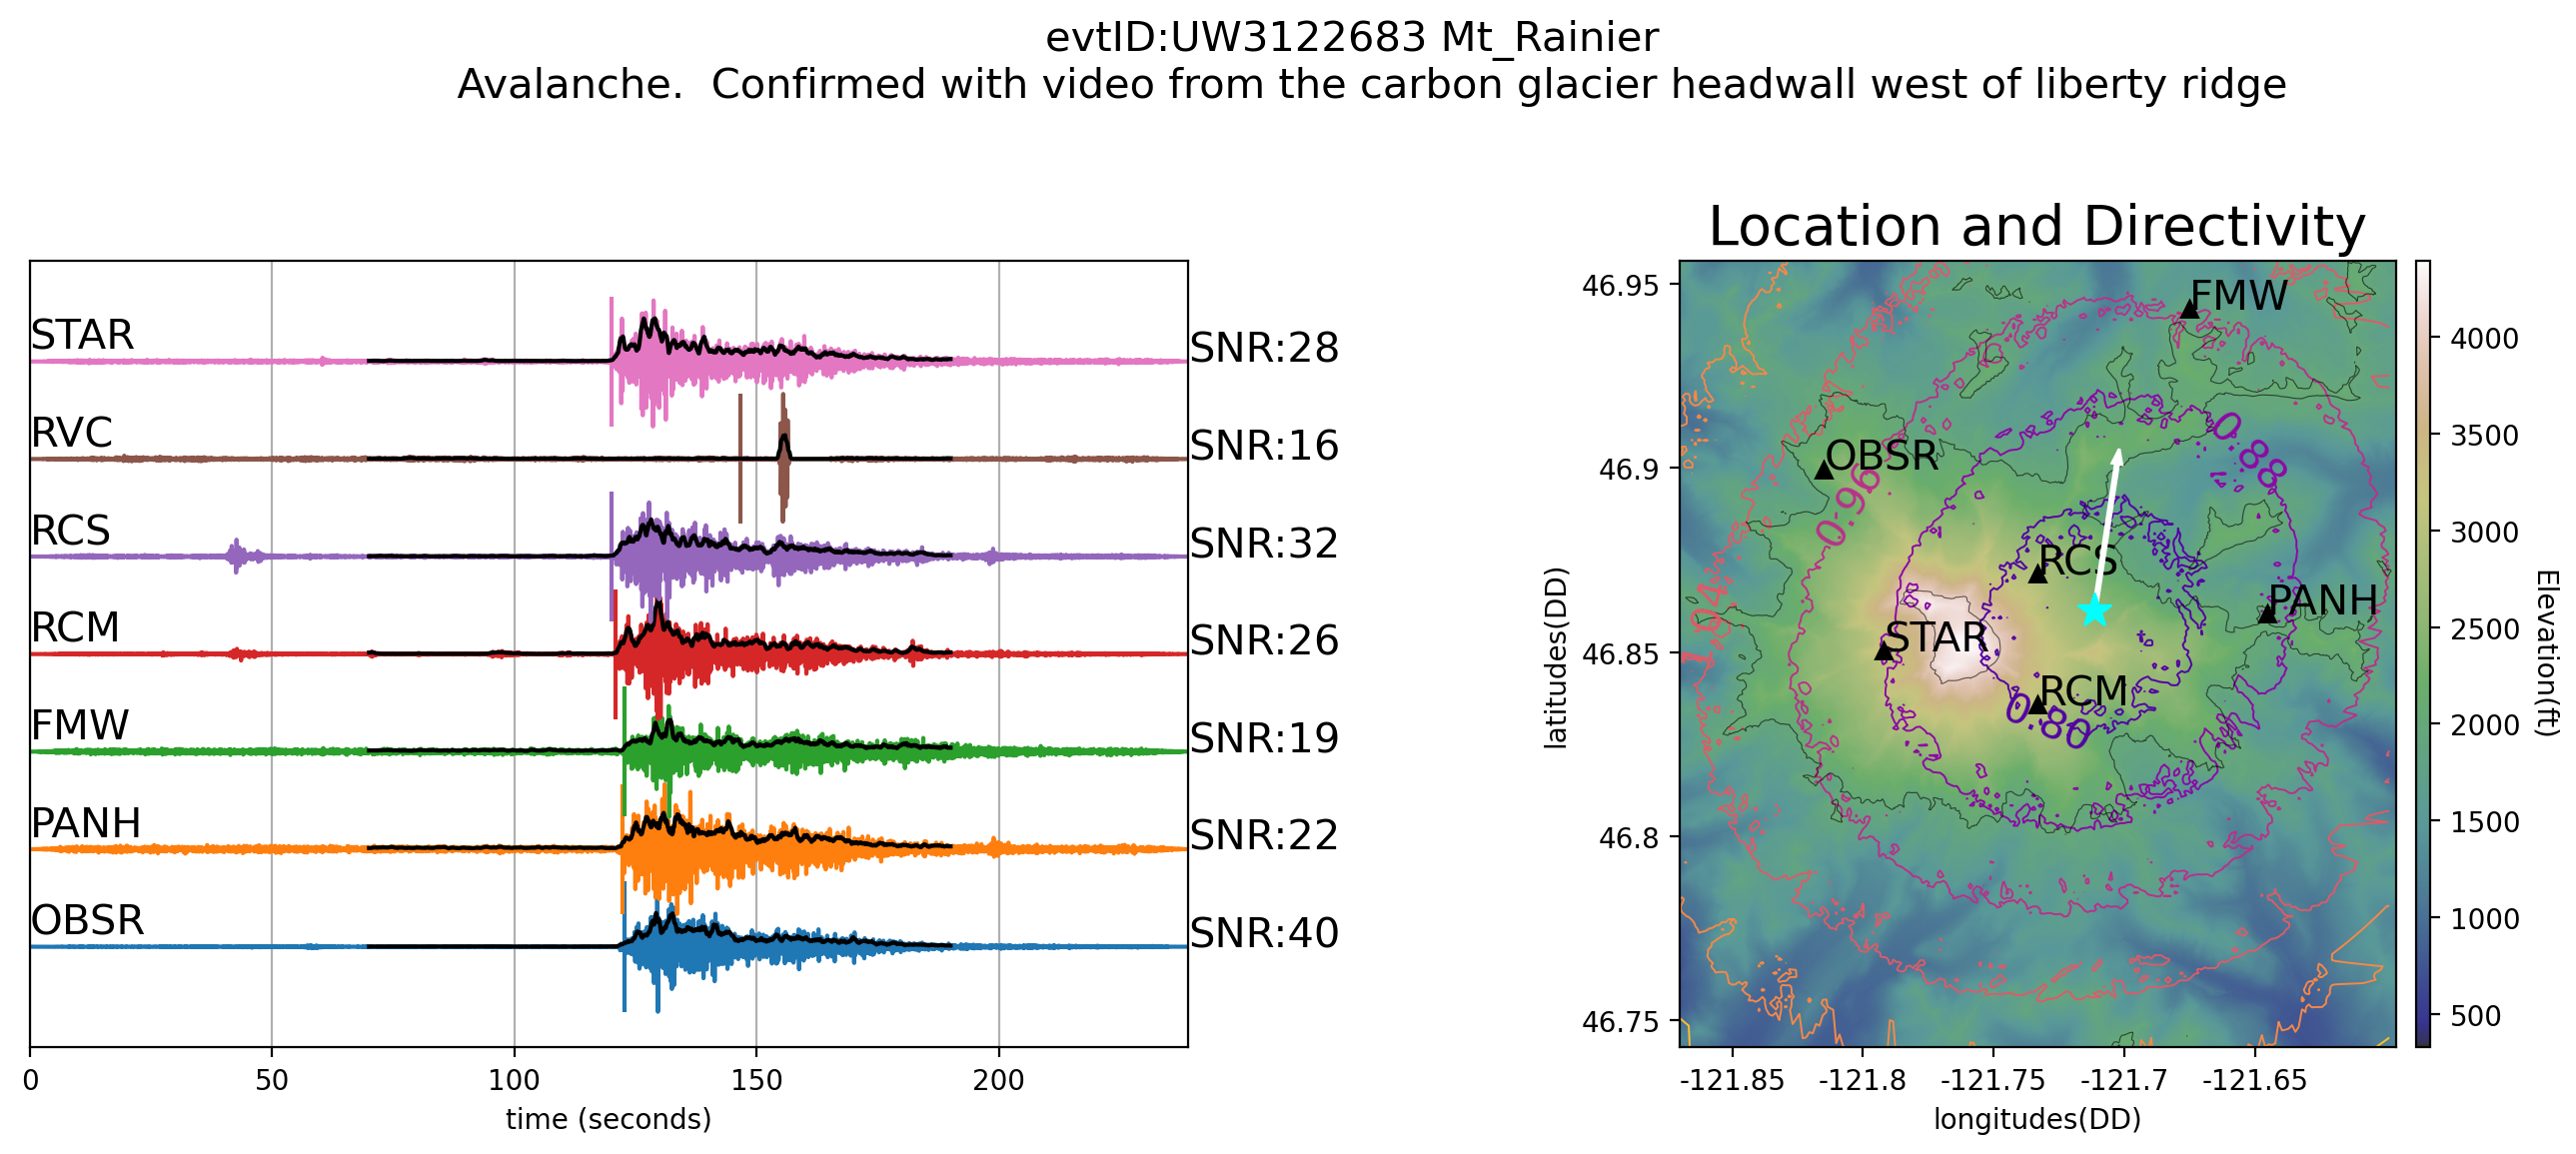 evtID:UW3122683 Mt_Rainier
Avalanche.  Confirmed with video from the carbon glacier headwall west of liberty ridge
STAR
SNR:28
RVC
SNR:16
RCS
SNR:32
RCM
SNR:26
FMW
SNR:19
PANH
SNR:22
OBSR
SNR:40
0
50
100
150
200
time (seconds)
Location and Directivity
46.95
46.9
46.85
46.8
46.75
latitudes(DD)
FMW
OBSR
0.88
0.96
RCS
PANH
1.04
STAR
RCM
0.80
-121.85
-121.8
-121.75
-121.7
-121.65
longitudes(DD)
4000
3500
3000
2500
2000
1500
1000
500
Elevation(ft)